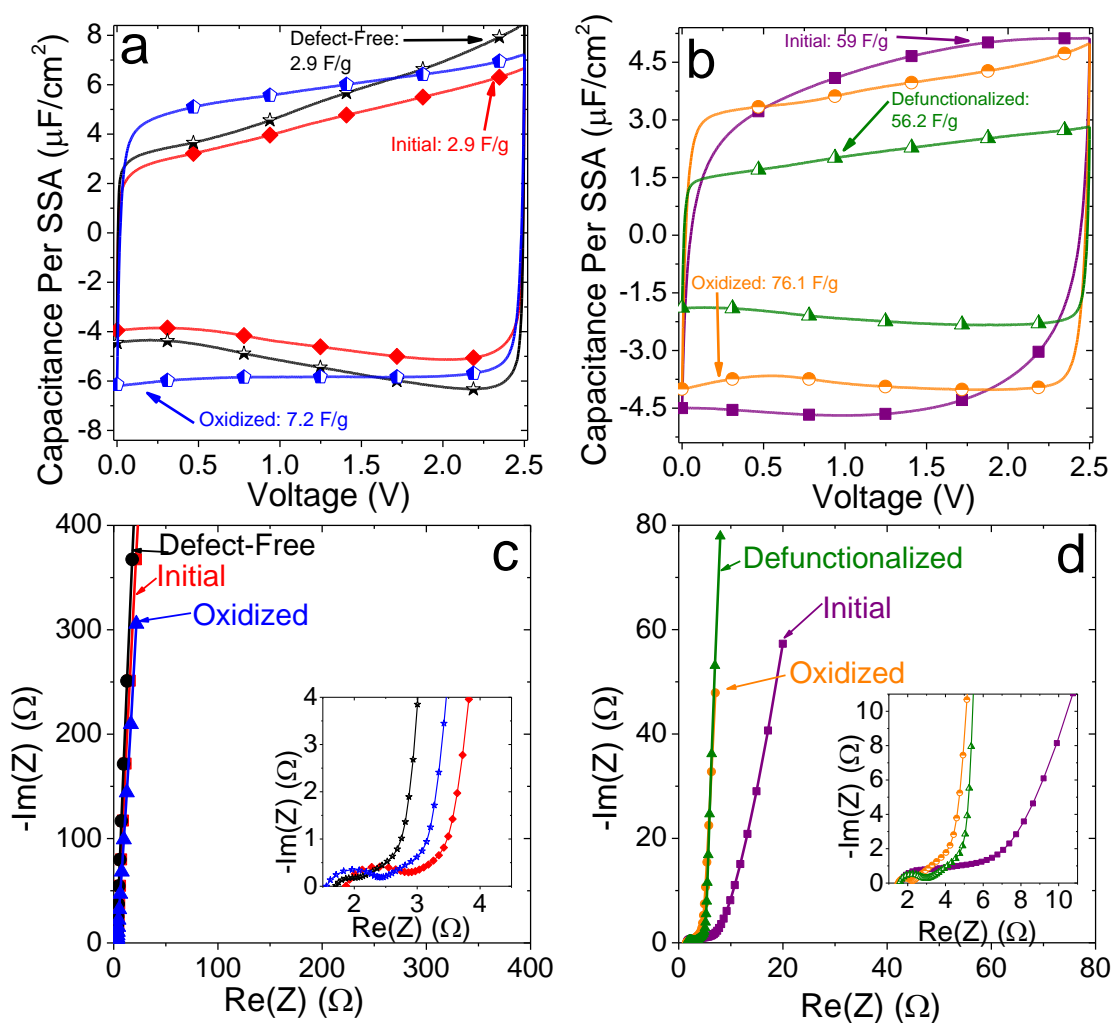 a
Capacitance Per SSA (μF/cm²)
8
6
4
2
0
-2
-4
-6
-8
Defect-Free:
2.9 F/g
Initial: 2.9 F/g
Oxidized: 7.2 F/g
0.0 0.5 1.0 1.5 2.0 2.5
Voltage (V)
b
Capacitance Per SSA (μF/cm²)
4.5
3.0
1.5
0.0
-1.5
-3.0
-4.5
Initial: 59 F/g
Defunctionalized:
56.2 F/g
Oxidized: 76.1 F/g
0.0 0.5 1.0 1.5 2.0 2.5
Voltage (V)
c
-Im(Z) (Ω)
400
300
200
100
0
Defect-Free
Initial
Oxidized
-Im(Z) (Ω)
4
3
2
1
0
2 3 4
Re(Z) (Ω)
0 100 200 300 400
Re(Z) (Ω)
d
-Im(Z) (Ω)
80
60
40
20
0
Defunctionalized
Initial
Oxidized
-Im(Z) (Ω)
10
8
6
4
2
0
2 4 6 8 10
Re(Z) (Ω)
0 20 40 60 80
Re(Z) (Ω)